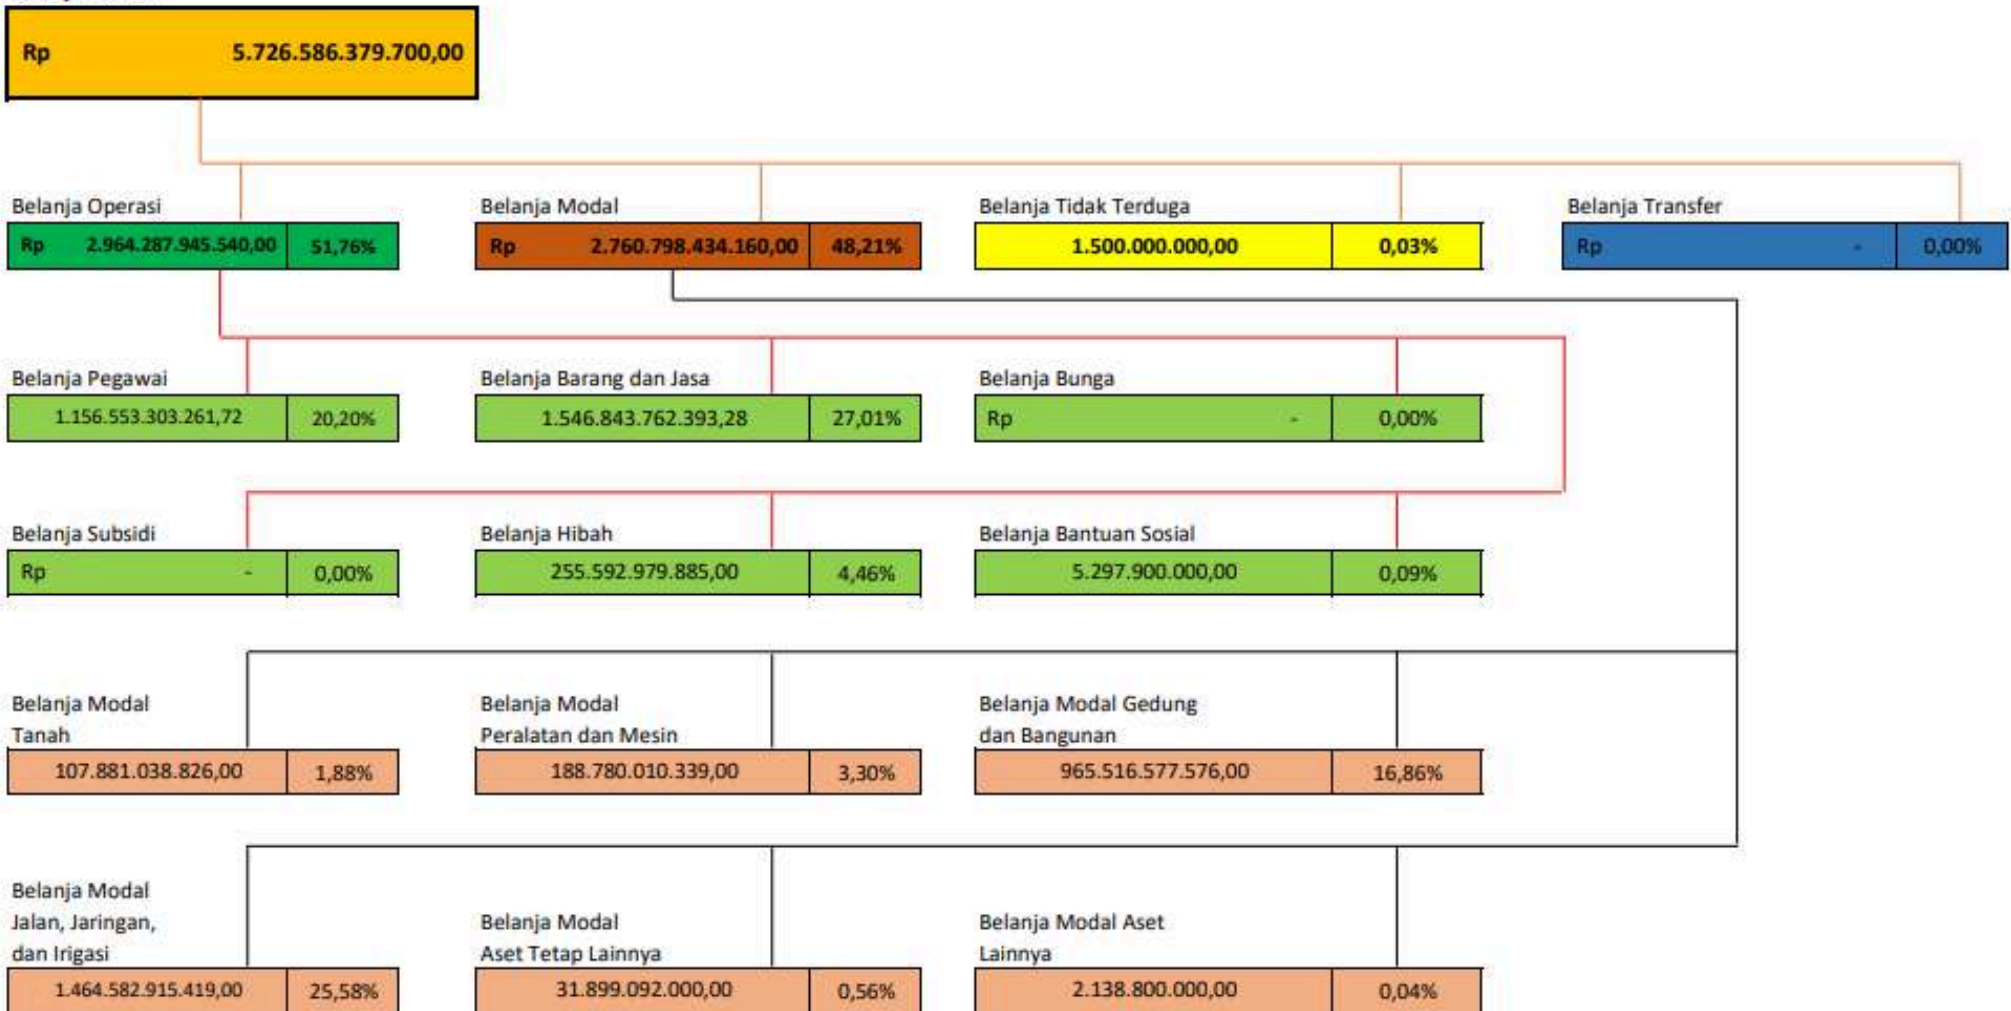 Rp 5.726.586.379.700,00
Belanja Operasi Belanja Modal Belanja Tidak Terduga Belanja Transfer
Rp 2.964.287.945.540,00 51,76% Rp 2.760.798.434.160,00 48,21% 1.500.000.000,00 0,03% Rp - 0,00%
Belanja Pegawai Belanja Barang dan Jasa Belanja Bunga
1.156.553.303.261,72 20,20% 1.546.843.762.393,28 27,01% Rp - 0,00%
Belanja Subsidi Belanja Hibah Belanja Bantuan Sosial
Rp - 0,00% 255.592.979.885,00 4,46% 5.297.900.000,00 0,09%
Belanja Modal Belanja Modal Belanja Modal Gedung
Tanah Peralatan dan Mesin dan Bangunan
107.881.038.826,00 1,88% 188.780.010.339,00 3,30% 965.516.577.576,00 16,86%
Belanja Modal
Jalan, Jaringan, Belanja Modal Belanja Modal Aset
dan Irigasi Aset Tetap Lainnya Lainnya
1.464.582.915.419,00 25,58% 31.899.092.000,00 0,56% 2.138.800.000,00 0,04%